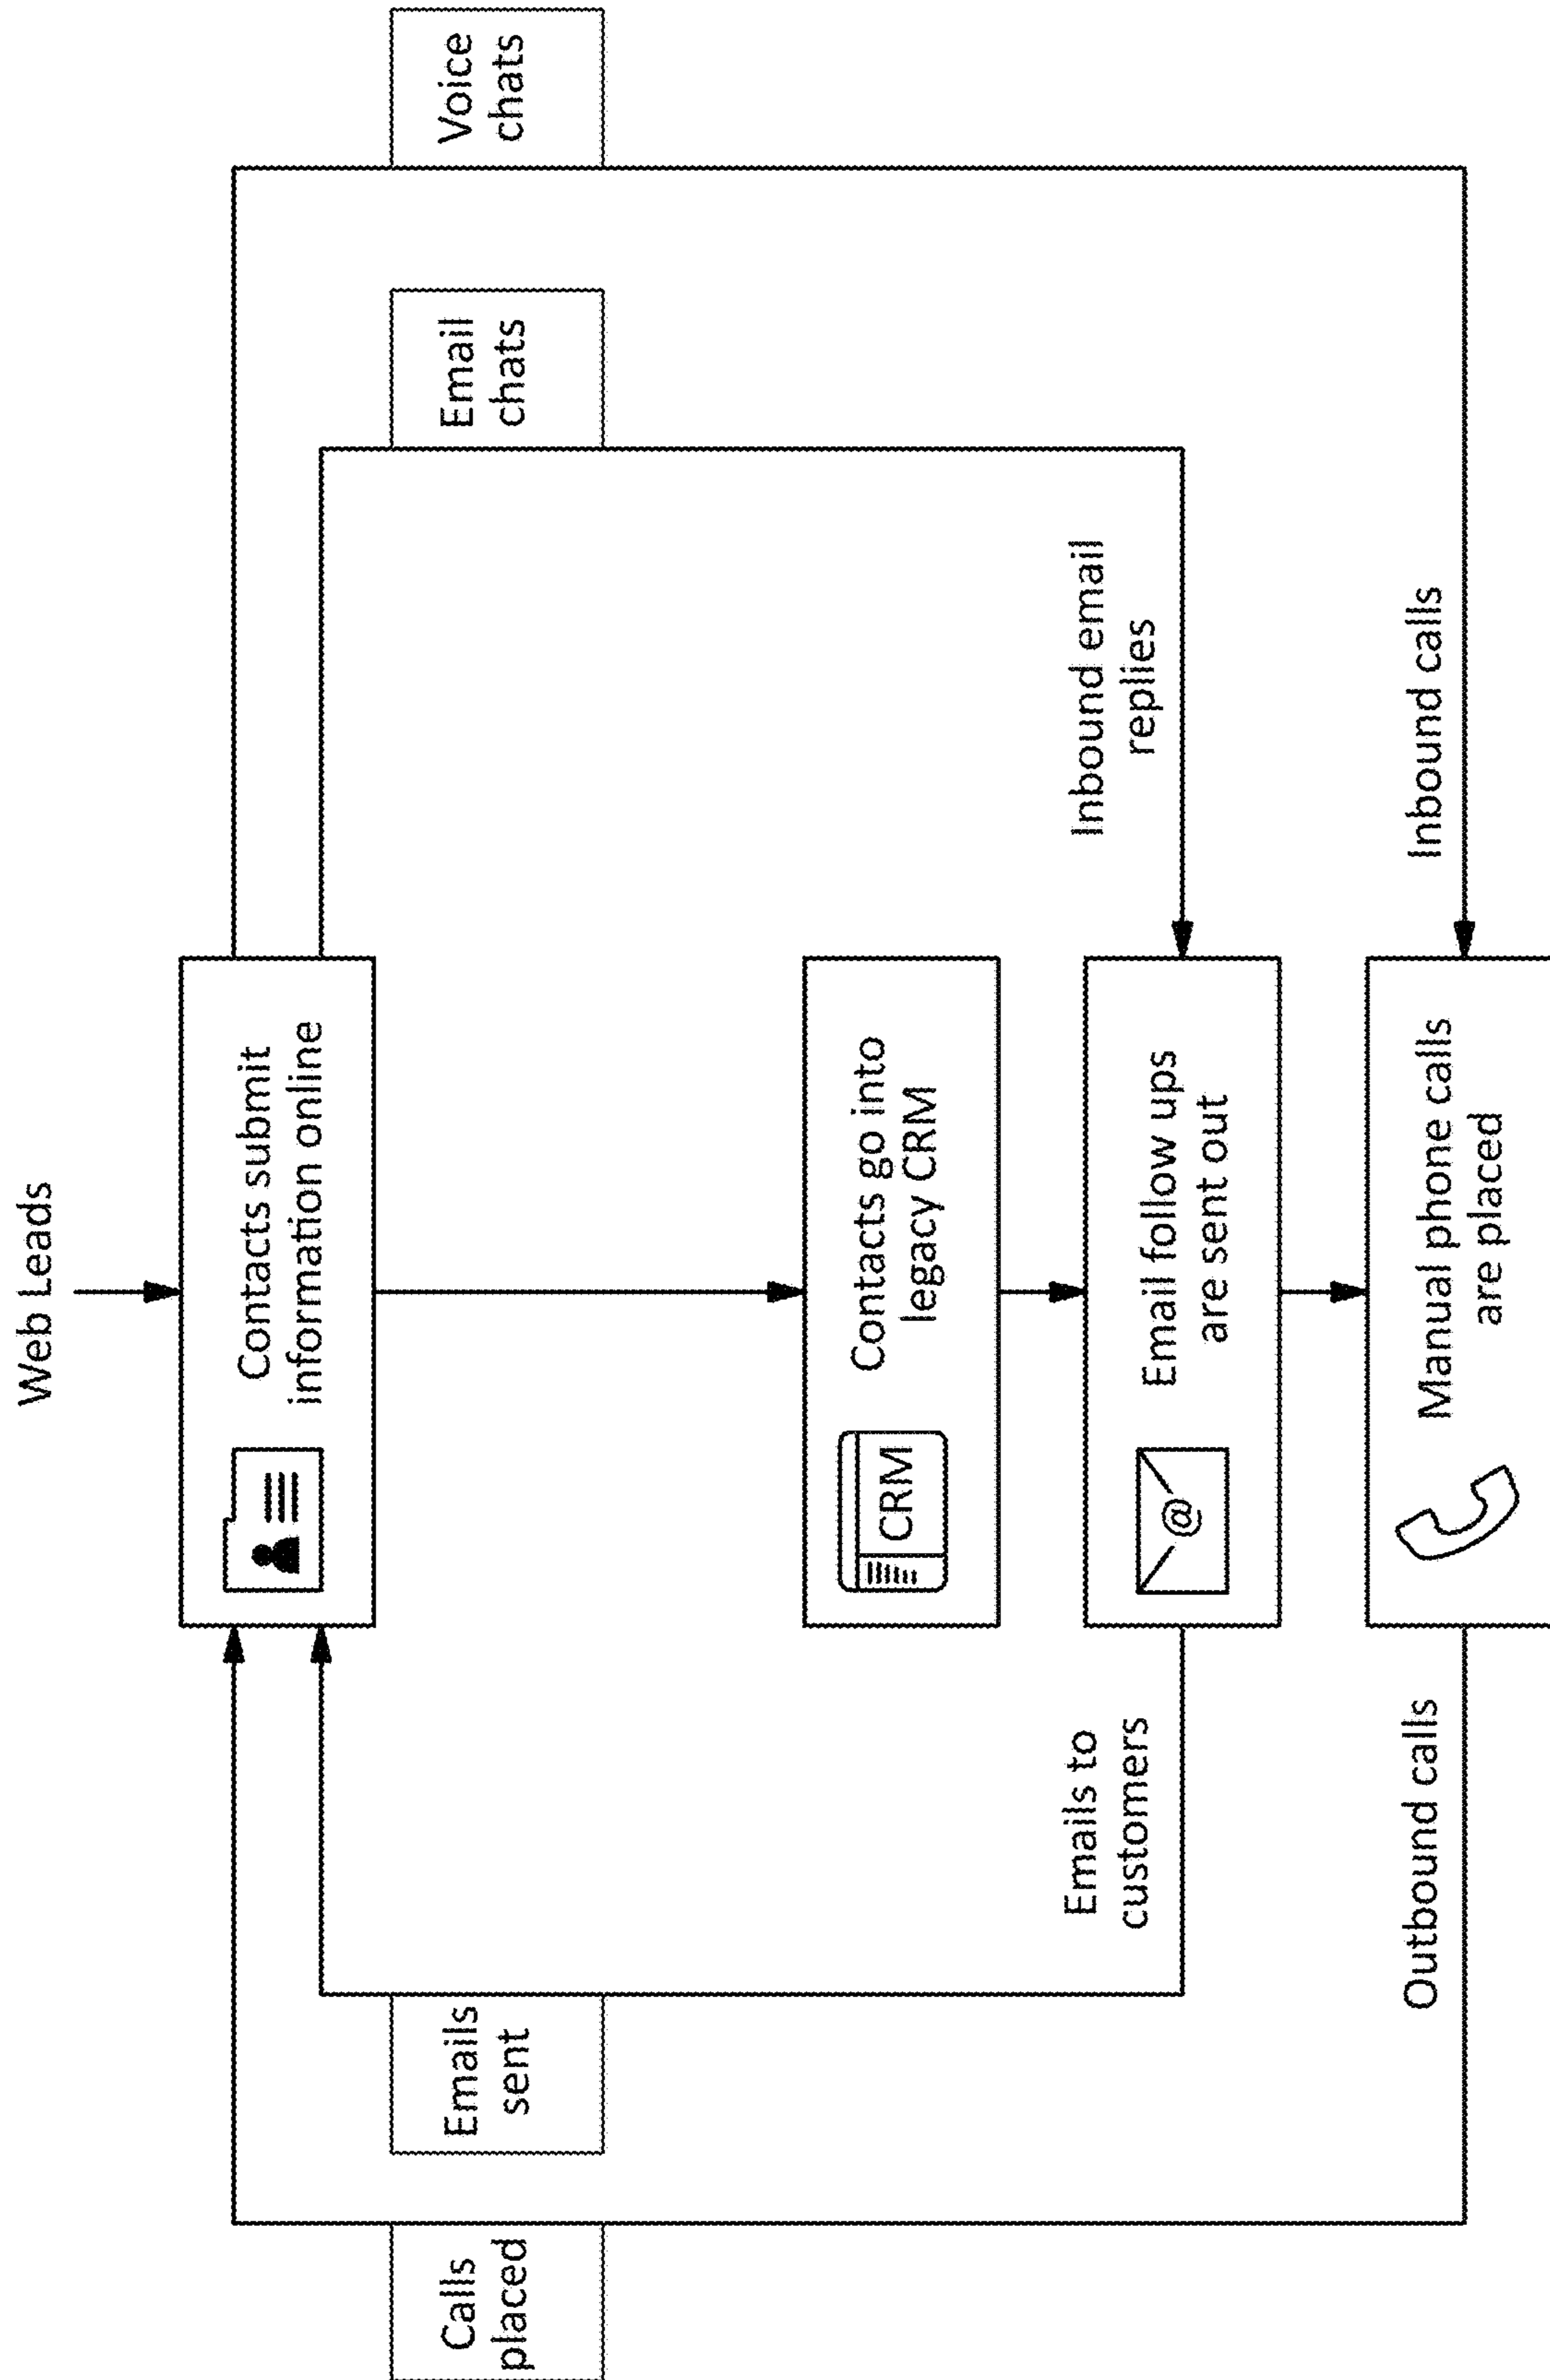 Web Leads
Contacts submit
information online
Calls
placed
Emails
sent
Email
chats
Voice
chats
CRM
Contacts go into
legacy CRM
Emails to
customers
@
Email follow ups
are sent out
Inbound email
replies
Outbound calls
Manual phone calls
are placed
Inbound calls